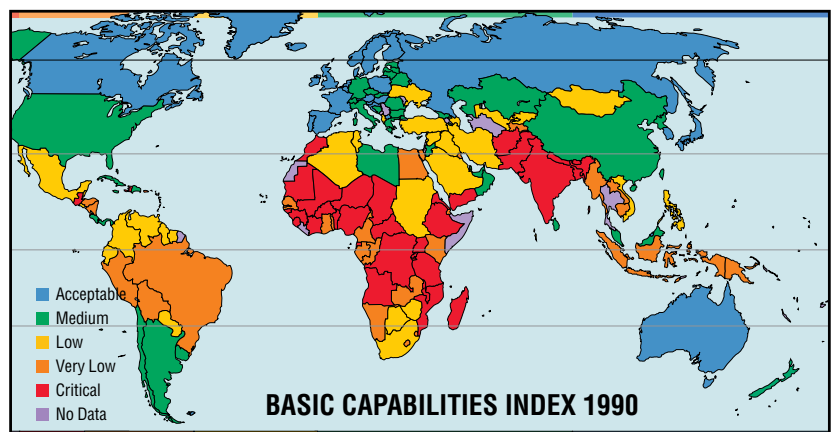 Acceptable
Medium
Low
Very Low
Critical
No Data
BASIC CAPABILITIES INDEX 1990